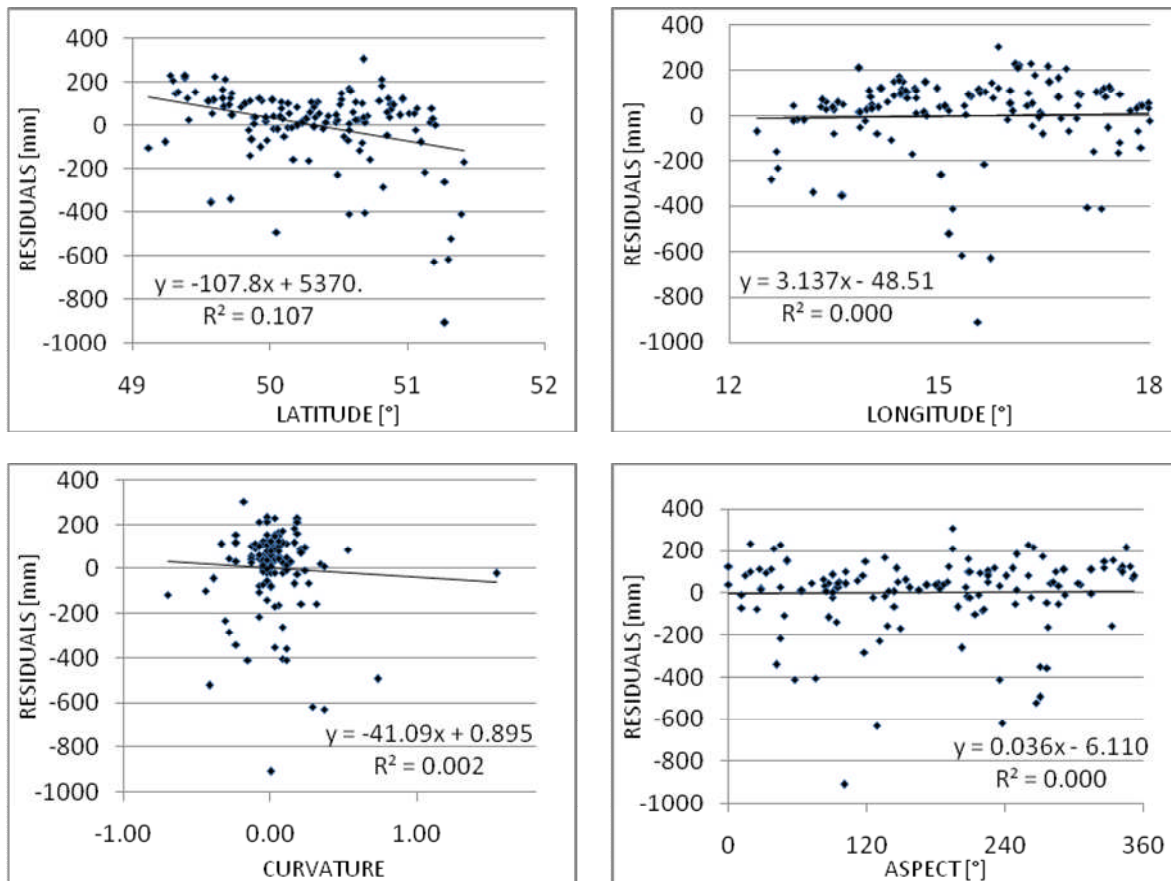 400
200
0
-200
-400
-600
-800
-1000
RESIDUALS [mm]
y = -107.8x + 5370.
R² = 0.107
49 50 51 52
LATITUDE [°]
400
200
0
-200
-400
-600
-800
-1000
RESIDUALS [mm]
y = 3.137x - 48.51
R² = 0.000
12 15 18
LONGITUDE [°]
400
200
0
-200
-400
-600
-800
-1000
RESIDUALS [mm]
y = -41.09x + 0.895
R² = 0.002
-1.00 0.00 1.00
CURVATURE
400
200
0
-200
-400
-600
-800
-1000
RESIDUALS [mm]
y = 0.036x - 6.110
R² = 0.000
0 120 240 360
ASPECT [°]